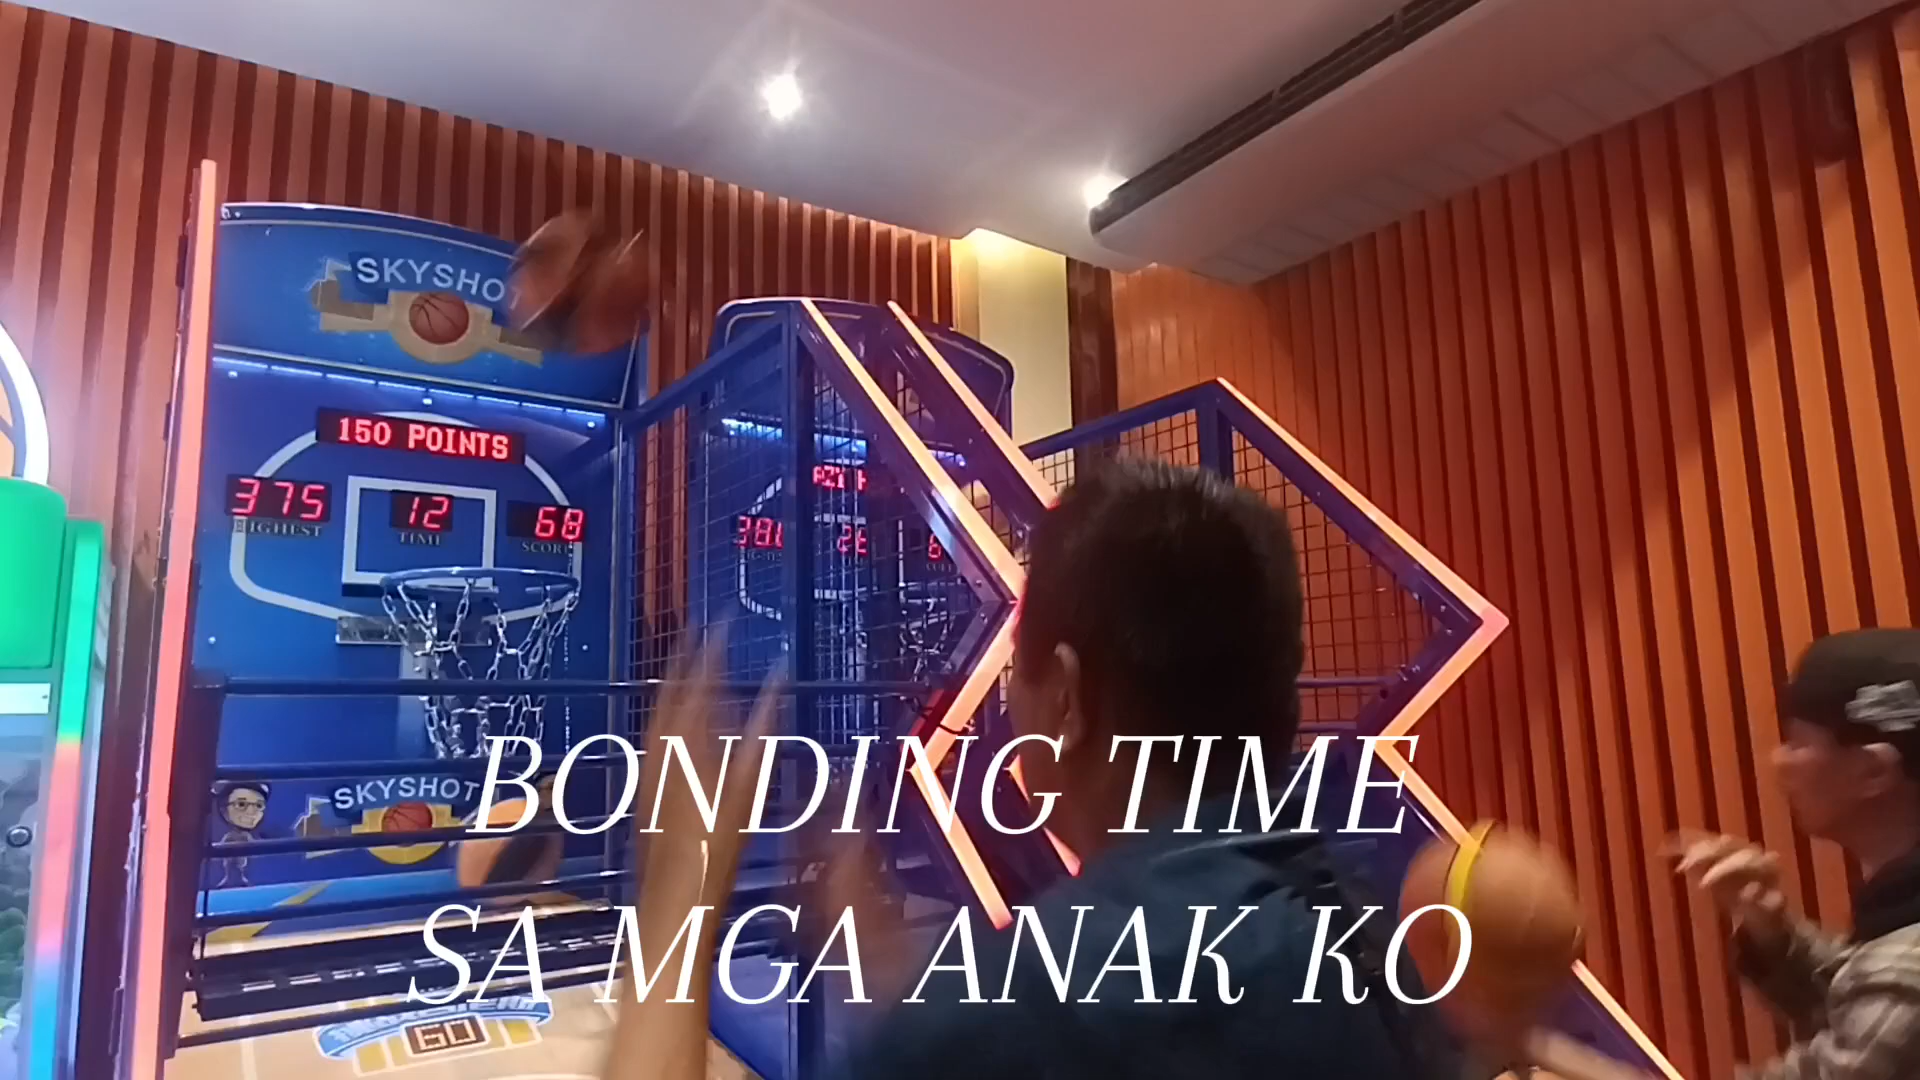 SKYSHOT
150 POINTS
375 12 68
HIGHEST TIME SCORE
SKYSHOT
60
BONDING TIME
SA MGA ANAK KO